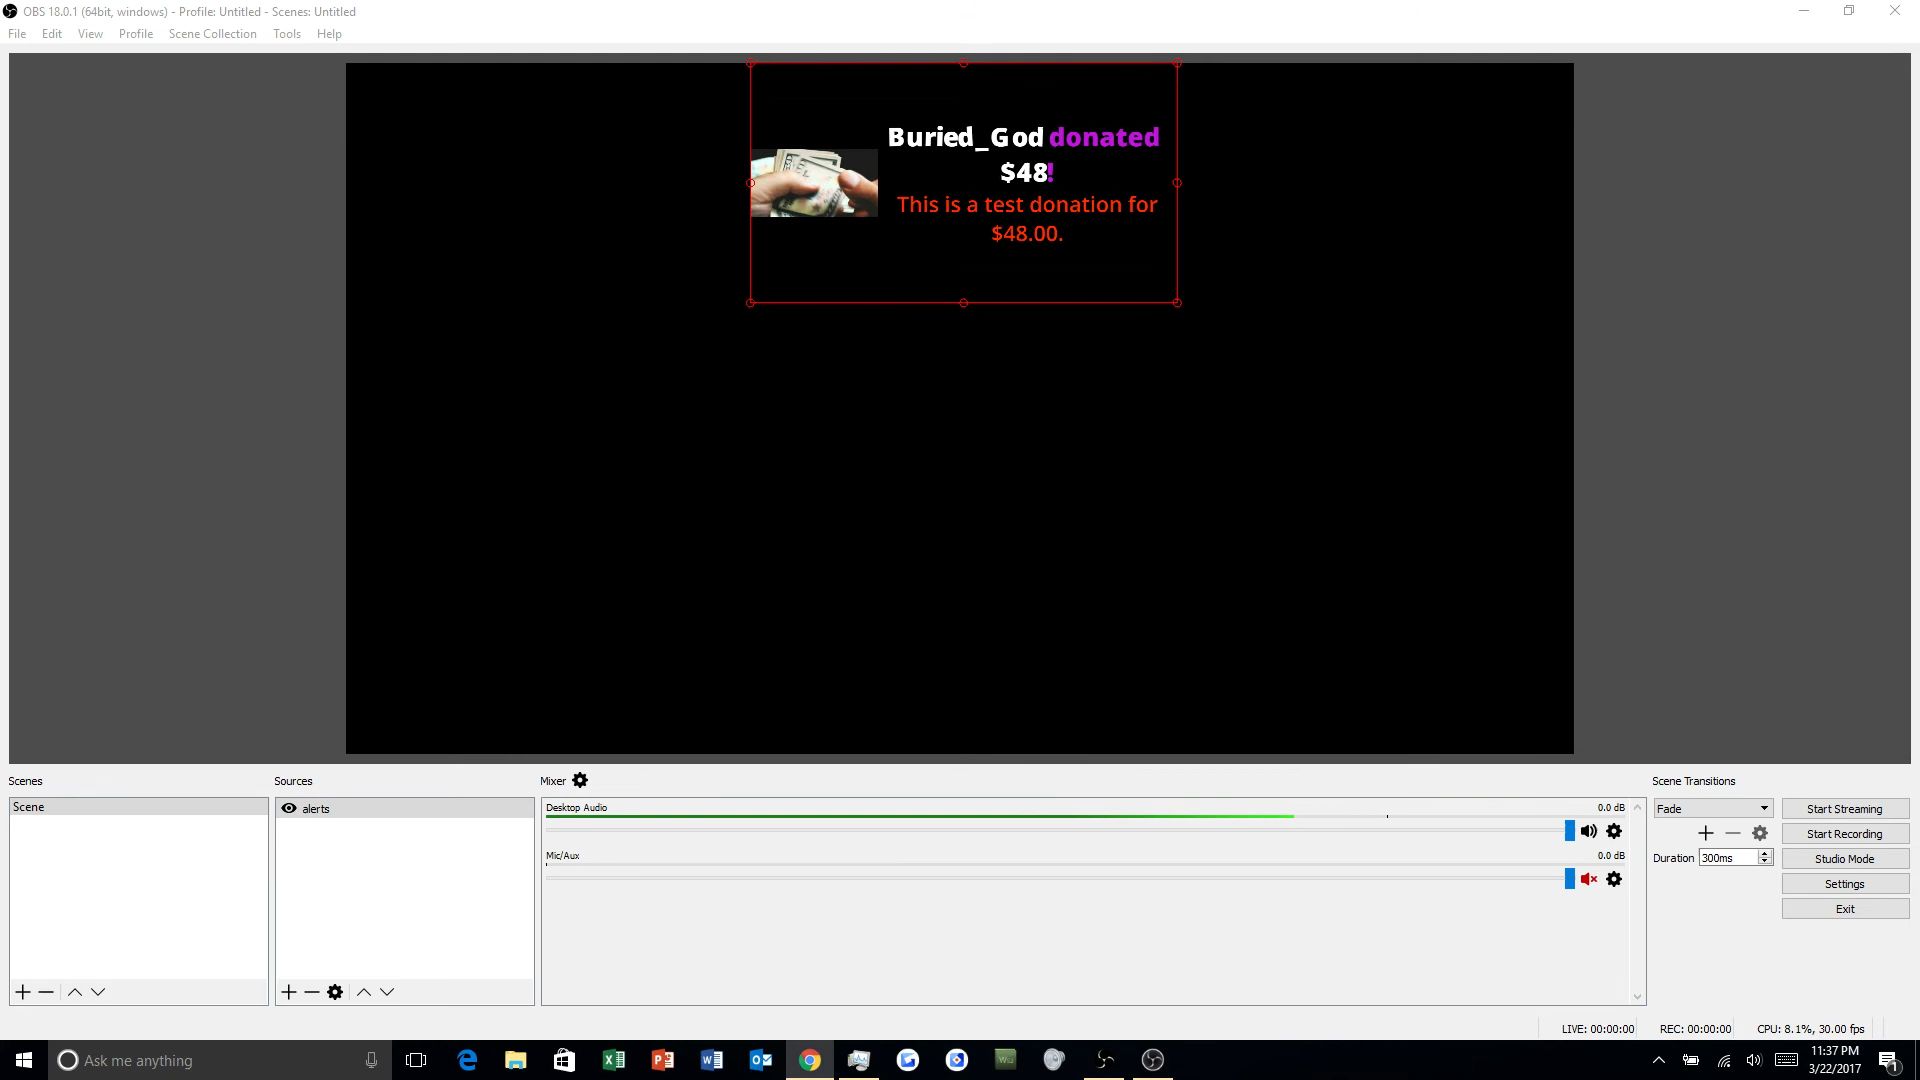 OBS 18.0.1 (64bit, windows) - Profile: Untitled - Scenes: Untitled
File Edit View Profile Scene Collection Tools Help
Buried_God donated
$48!
This is a test donation for
$48.00.
Scenes
Scene
Sources
alerts
Mixer
Desktop Audio 0.0 dB
Mic/Aux 0.0 dB
Scene Transitions
Fade
Duration 300ms
Start Streaming
Start Recording
Studio Mode
Settings
Exit
LIVE: 00:00:00 REC: 00:00:00 CPU: 8.1%, 30.00 fps
Ask me anything
11:37 PM
3/22/2017
1